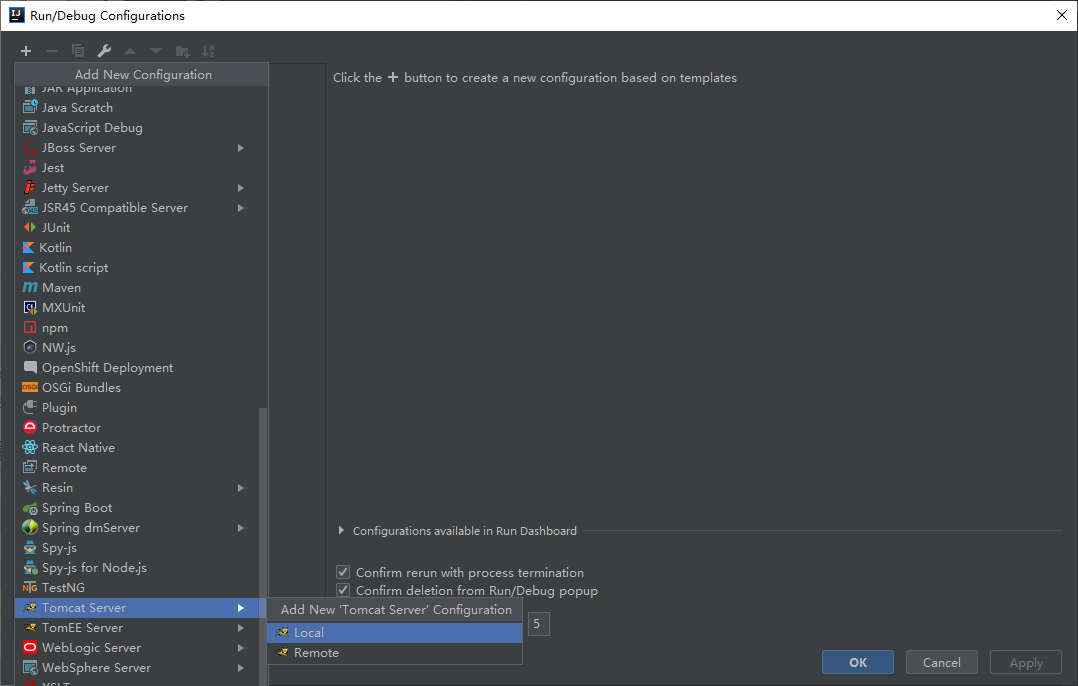 Run/Debug Configurations
Add New Configuration
Click the + button to create a new configuration based on templates
JAR Application
Java Scratch
JavaScript Debug
JBoss Server
Jest
Jetty Server
JSR45 Compatible Server
JUnit
Kotlin
Kotlin script
Maven
MXUnit
npm
NW.js
OpenShift Deployment
OSGi Bundles
Plugin
Protractor
React Native
Remote
Resin
Spring Boot
Spring dmServer
Spy-js
Spy-js for Node.js
TestNG
Tomcat Server
TomEE Server
WebLogic Server
WebSphere Server
XSLT
Configurations available in Run Dashboard
Confirm rerun with process termination
Confirm deletion from Run/Debug popup
Add New 'Tomcat Server' Configuration
5
Local
Remote
OK
Cancel
Apply